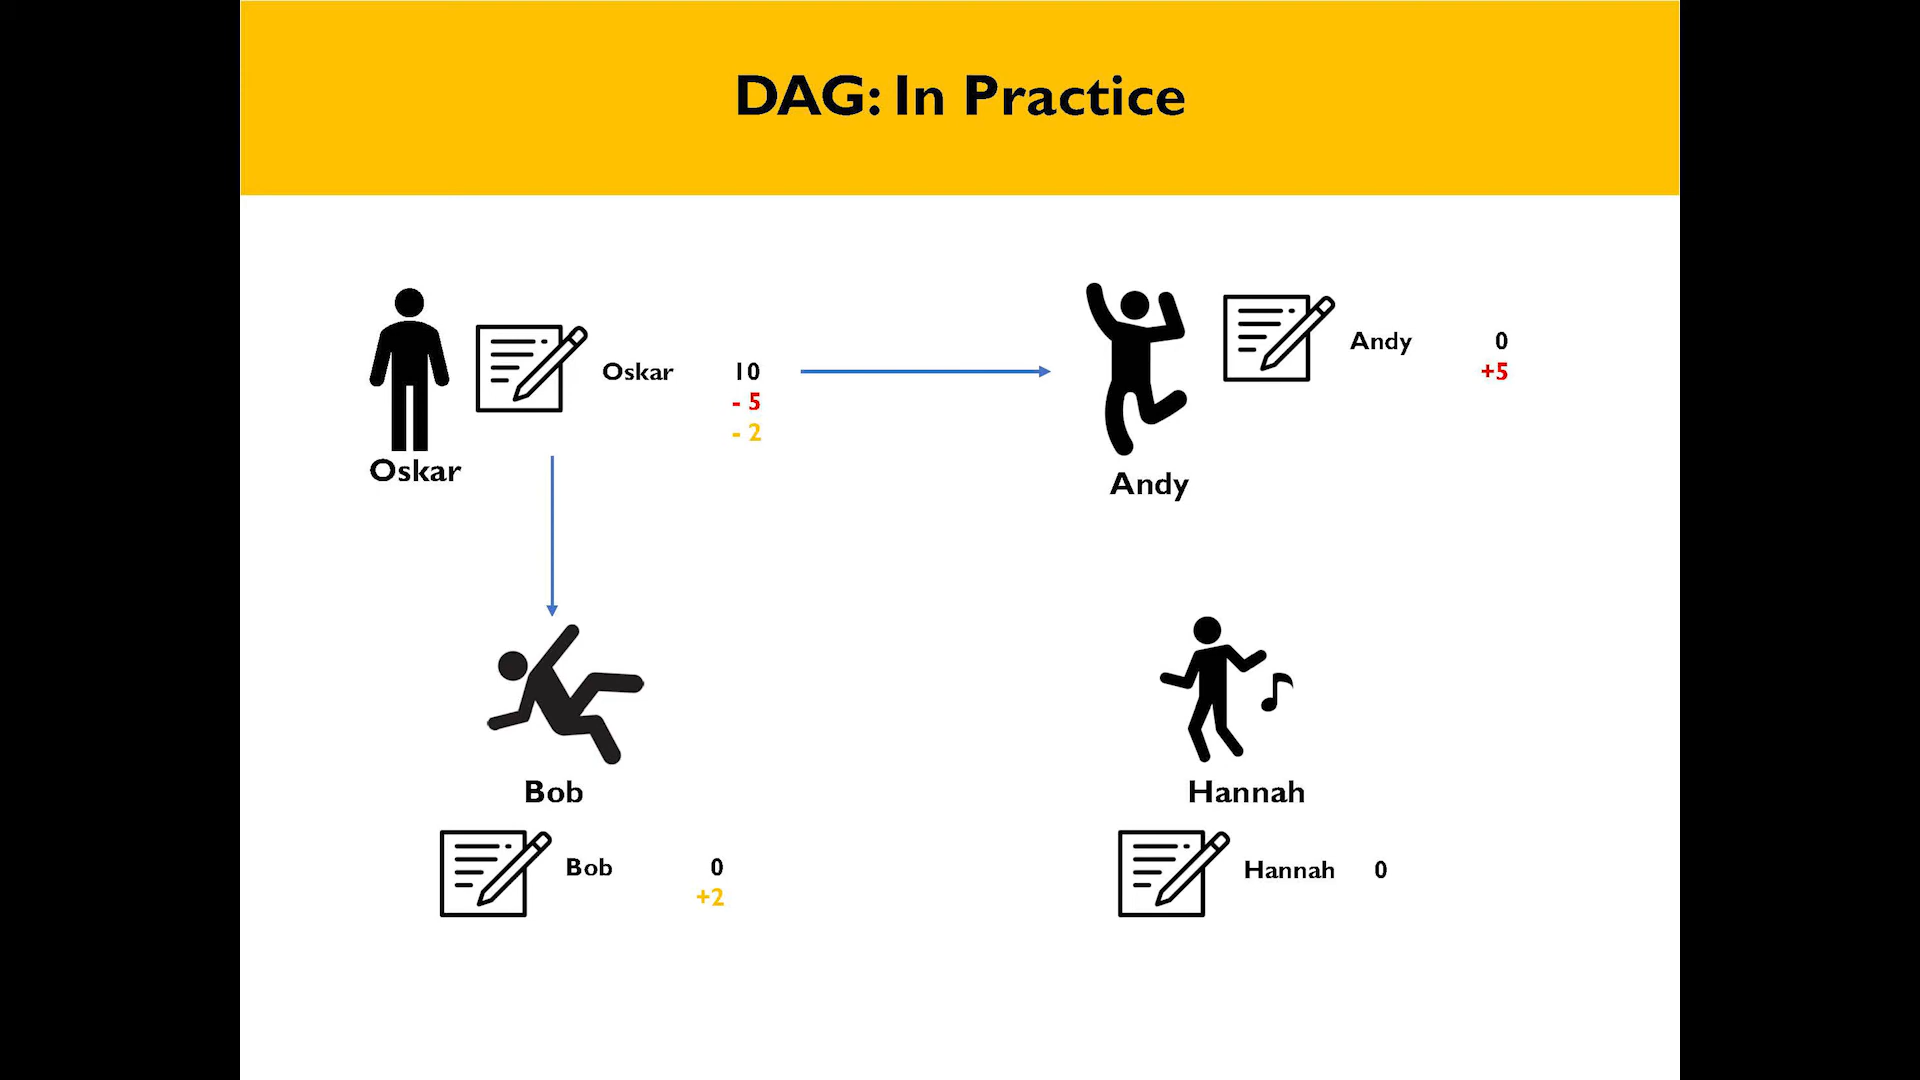 DAG: In Practice
Oskar 10
- 5
- 2
Oskar
Andy 0
+5
Andy
Bob
Bob 0
+2
Hannah
Hannah 0